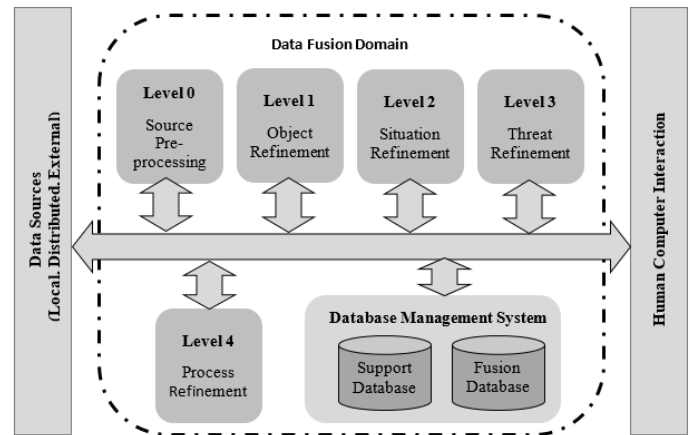 Data Fusion Domain
Data Sources
(Local. Distributed. External)
Level 0
Source
Pre-
processing
Level 1
Object
Refinement
Level 2
Situation
Refinement
Level 3
Threat
Refinement
Human Computer Interaction
Level 4
Process
Refinement
Database Management System
Support
Database
Fusion
Database